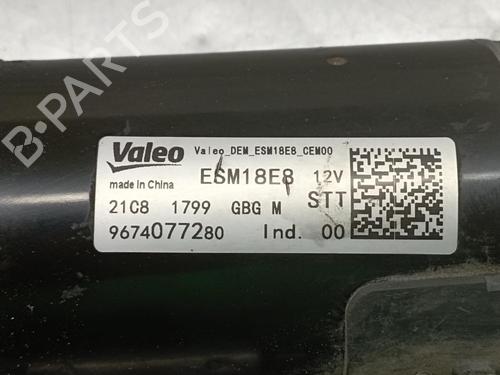 Valeo Valeo_DEM_ESM18E8_CEM00
made in China ESM18E8 12V
21C8 1799 GBG M STT
9674077280 Ind. 00
B-PARTS